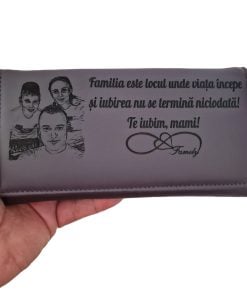 Familia este locul unde viața începe
și iubirea nu se termină niciodată!
Te iubim, mami!
Family